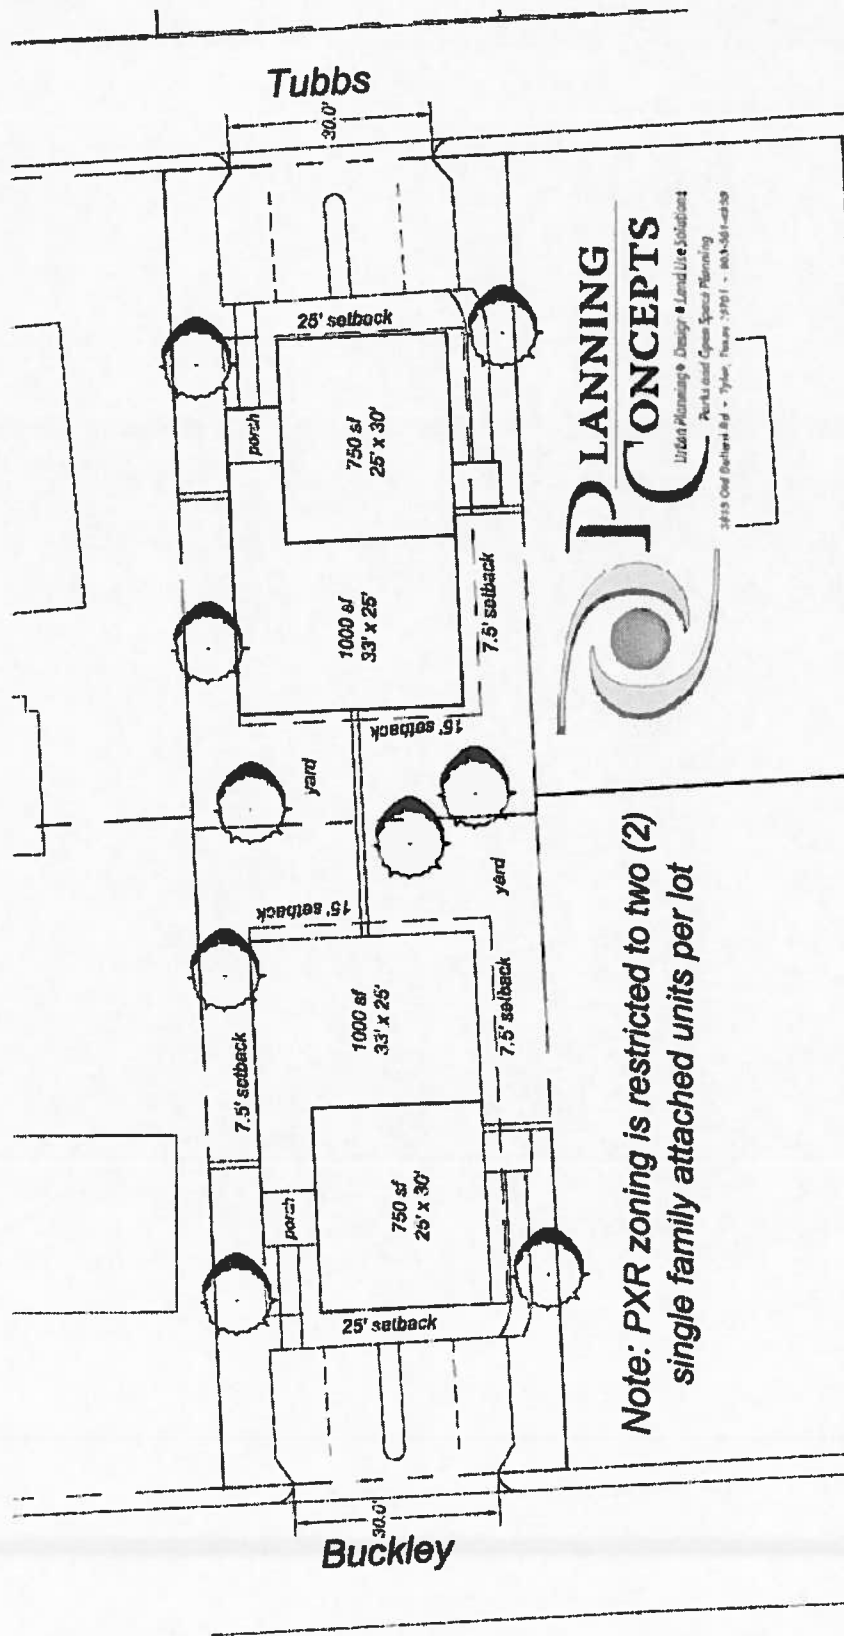 Tubbs
30.0'
25' setback
porch
750 sf
25' x 30'
1000 sf
33' x 25'
7.5' setback
15' setback
yard
yard
15' setback
1000 sf
33' x 25'
7.5' setback
7.5' setback
porch
750 sf
25' x 30'
25' setback
30.0'
Buckley
PLANNING
CONCEPTS
Urban Planning • Design • Land Use Solutions
Parks and Open Space Planning
Tyler, Texas
Note: PXR zoning is restricted to two (2)
single family attached units per lot